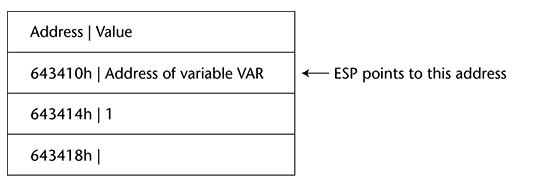 Address | Value
643410h | Address of variable VAR
ESP points to this address
643414h | 1
643418h |